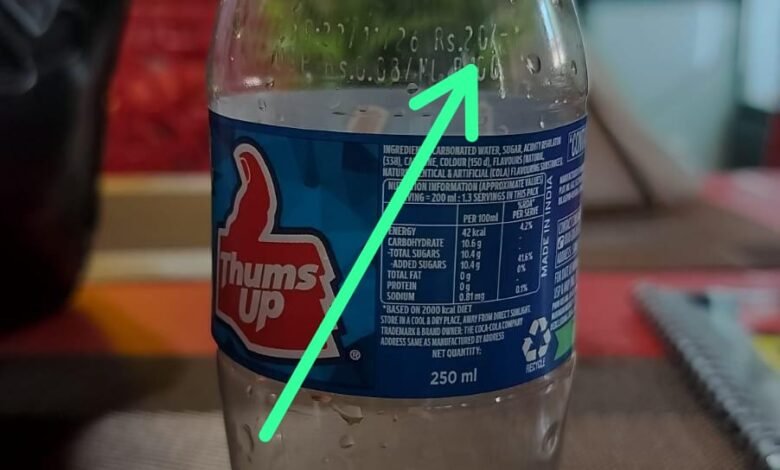 Rs.20/-
Rs.0.08/ML
INGREDIENTS: CARBONATED WATER, SUGAR, ACIDITY REGULATOR
(338), CAFFEINE, COLOUR (150 d), FLAVOURS (NATURAL,
NATURE IDENTICAL & ARTIFICIAL (COLA) FLAVOURING SUBSTANCES).
NUTRITION INFORMATION (APPROXIMATE VALUES)
SERVING = 200 ml : 1.3 SERVINGS IN THIS PACK
PER 100ml %RDA* PER SERVE
ENERGY 42 kcal 4.2%
CARBOHYDRATE 10.6 g
-TOTAL SUGARS 10.4 g
-ADDED SUGARS 10.4 g 41.6%
TOTAL FAT 0 g 0%
PROTEIN 0 g
SODIUM 0.81 mg 0.1%
*BASED ON 2000 kcal DIET
STORE IN A COOL & DRY PLACE, AWAY FROM DIRECT SUNLIGHT.
TRADEMARK & BRAND OWNER: THE COCA-COLA COMPANY
ADDRESS SAME AS MANUFACTURED BY ADDRESS
NET QUANTITY:
250 ml
Thums
UP
®
MADE IN INDIA
RECYCLE